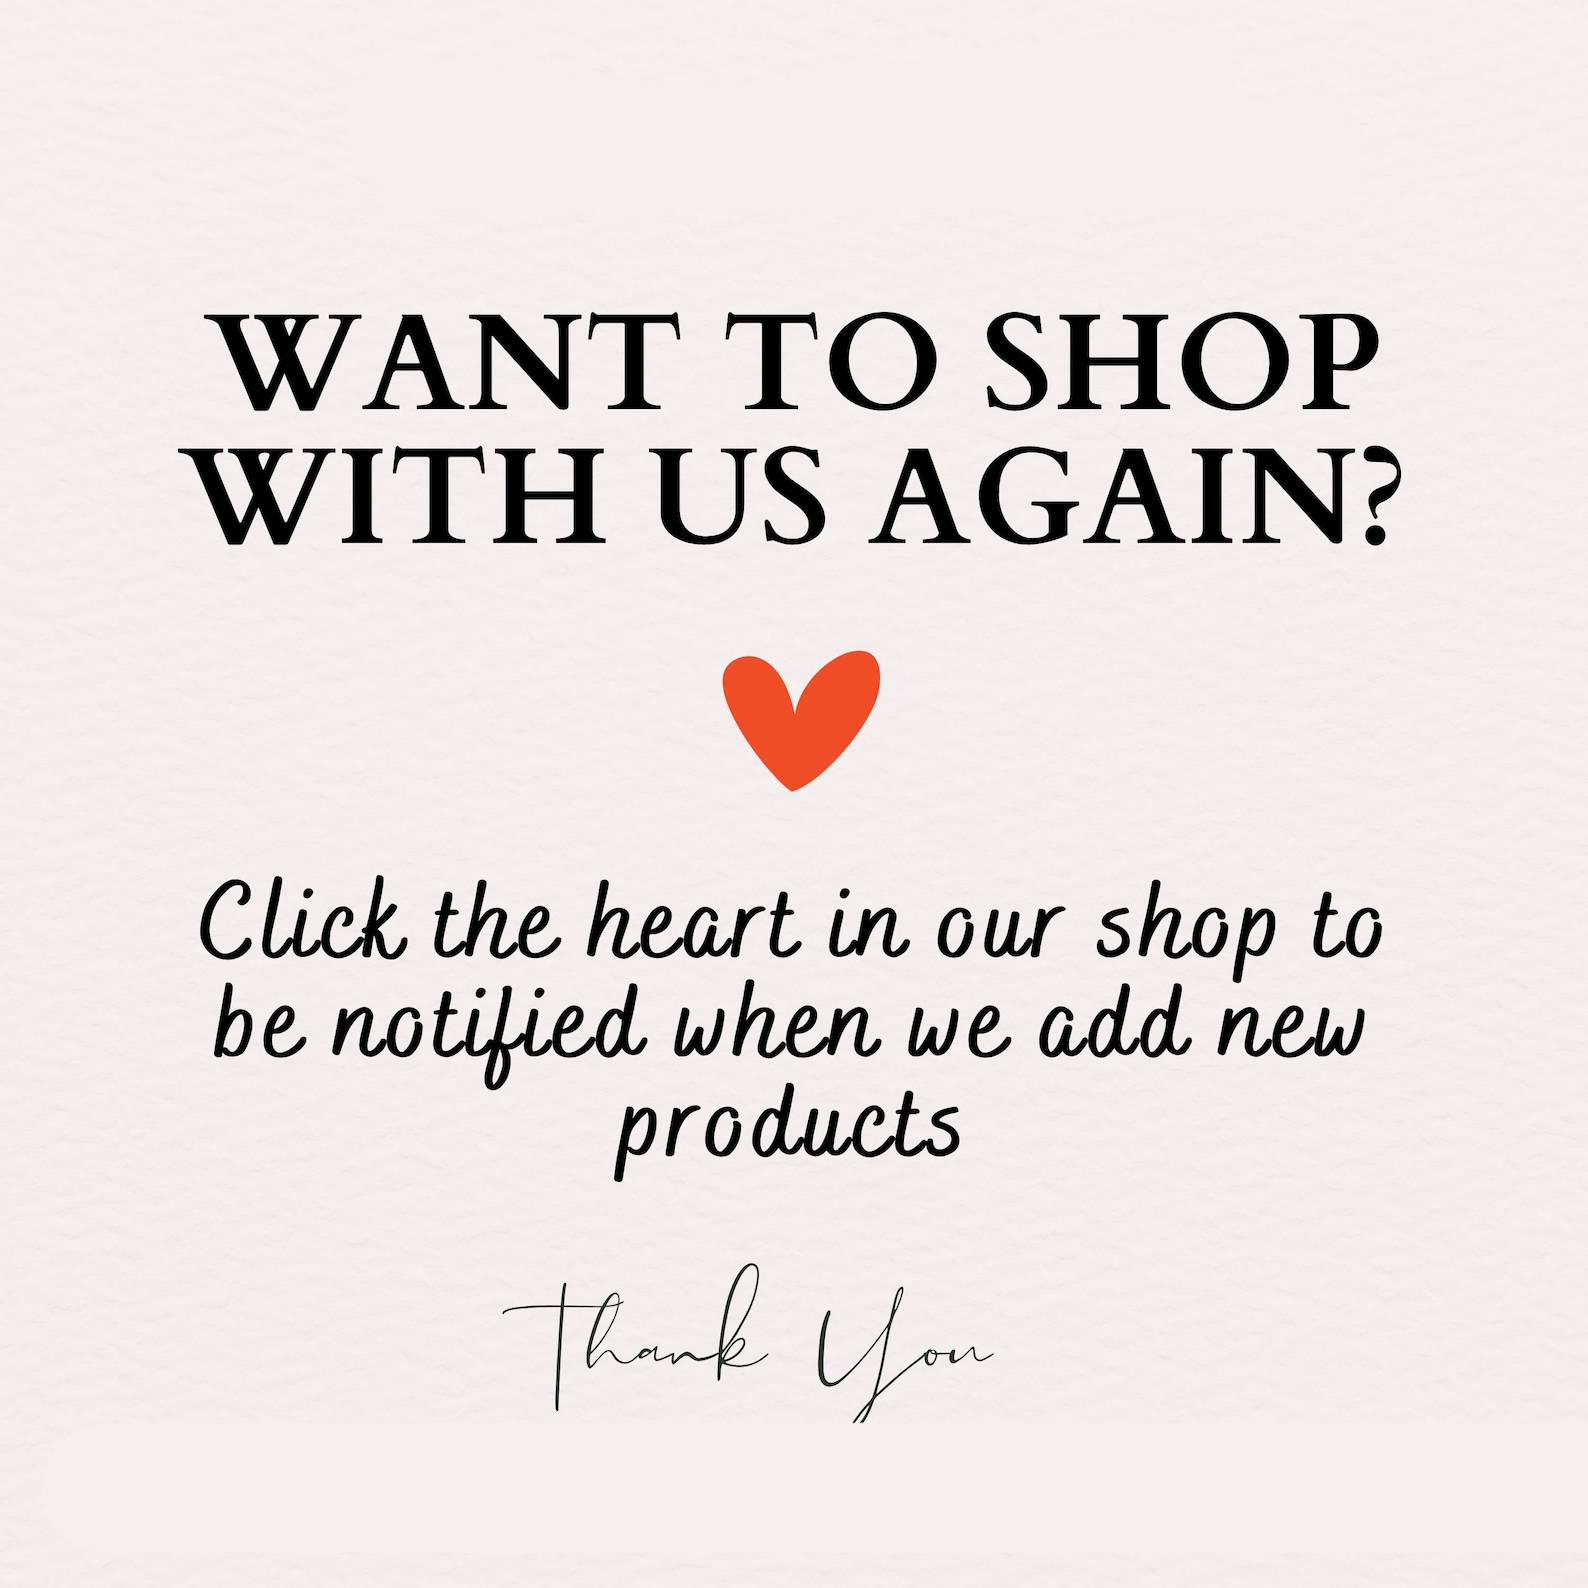 WANT TO SHOP
WITH US AGAIN?
Click the heart in our shop to
be notified when we add new
products
Thank You